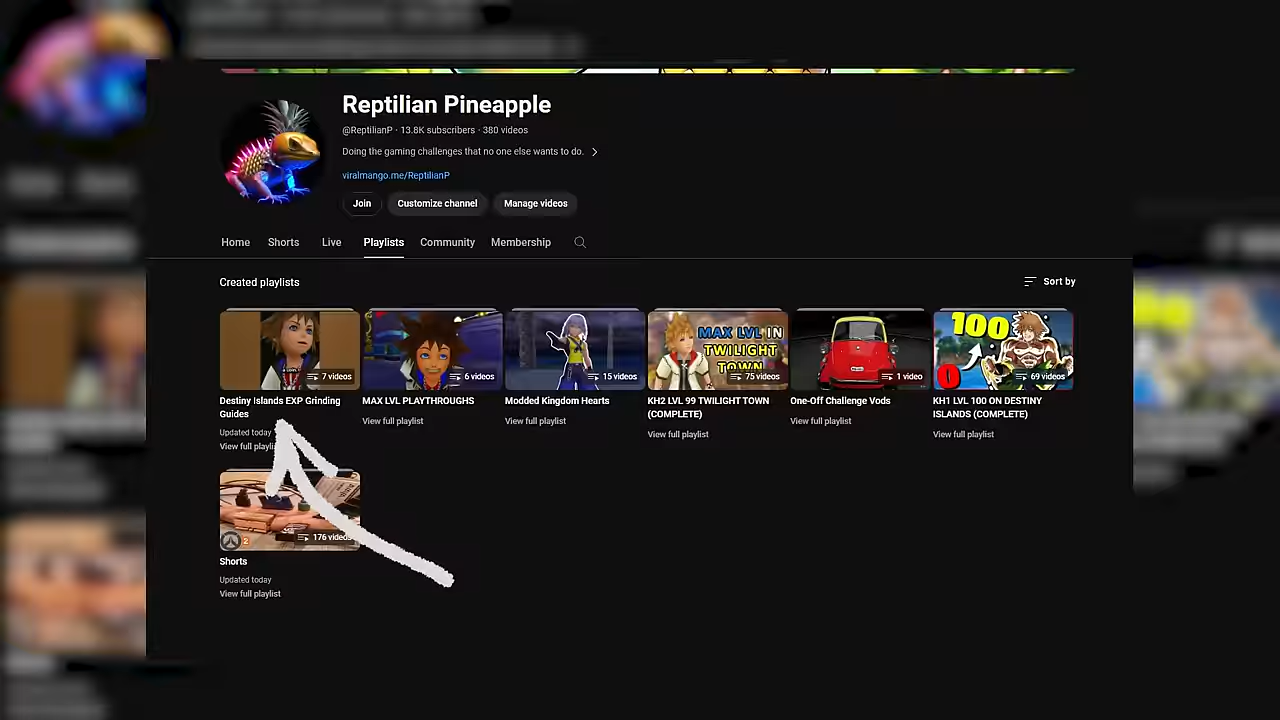 Reptilian Pineapple
@ReptilianP · 13.8K subscribers · 380 videos
Doing the gaming challenges that no one else wants to do.
viralmango.me/ReptilianP
Join Customize channel Manage videos
Home Shorts Live Playlists Community Membership
Created playlists
Sort by
7 videos
Destiny Islands EXP Grinding
Guides
Updated today
View full
6 videos
MAX LVL PLAYTHROUGHS
View full playlist
15 videos
Modded Kingdom Hearts
View full playlist
MAX LVL IN
TWILIGHT
TOWN
75 videos
KH2 LVL 99 TWILIGHT TOWN
(COMPLETE)
View full playlist
1 video
One-Off Challenge Vods
View full playlist
100
0
69 videos
KH1 LVL 100 ON DESTINY
ISLANDS (COMPLETE)
View full playlist
2
176 videos
Shorts
Updated today
View full playlist